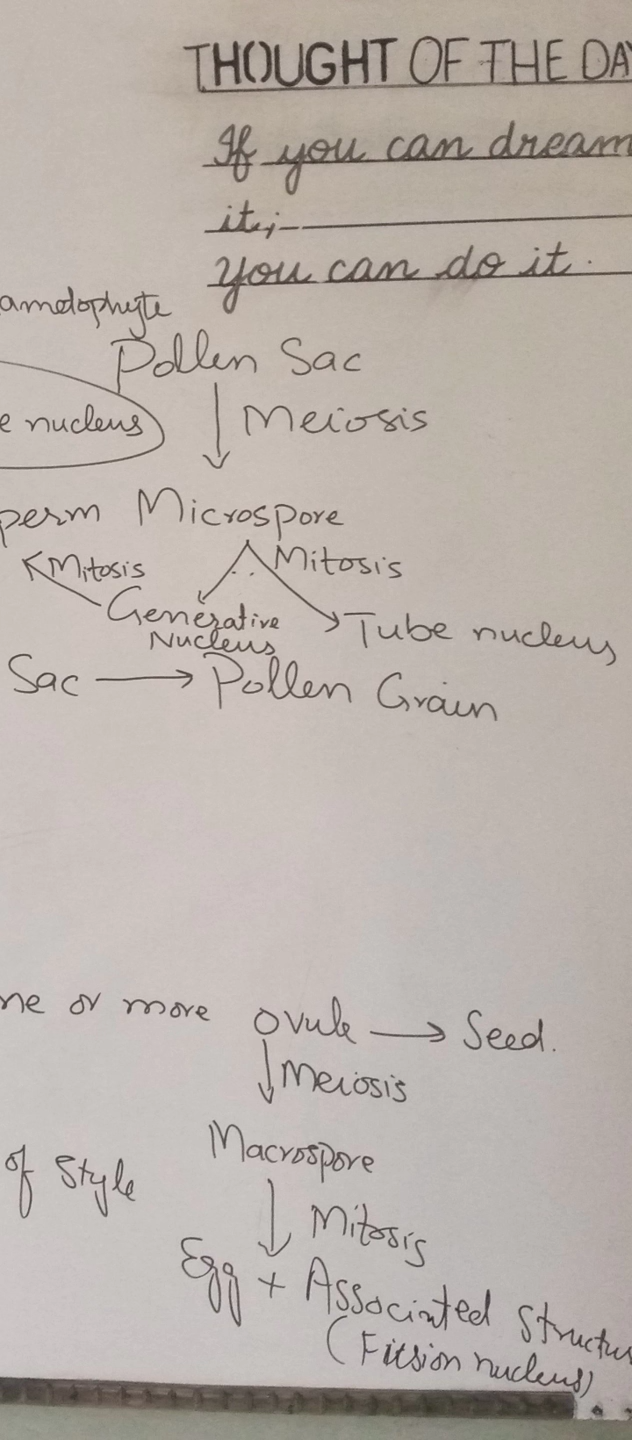 THOUGHT OF THE DA
If you can dream
it,
you can do it.
ametophyte
Pollen Sac
e nucleus
Meiosis
perm Microspore
Mitosis
Mitosis
Generative
Nucleus
Tube nucleus
Sac → Pollen Grain
ne or more ovule → Seed.
Meiosis
Macrospore
of Style
Mitosis
Egg + Associated Structu
(Fusion nucleus)